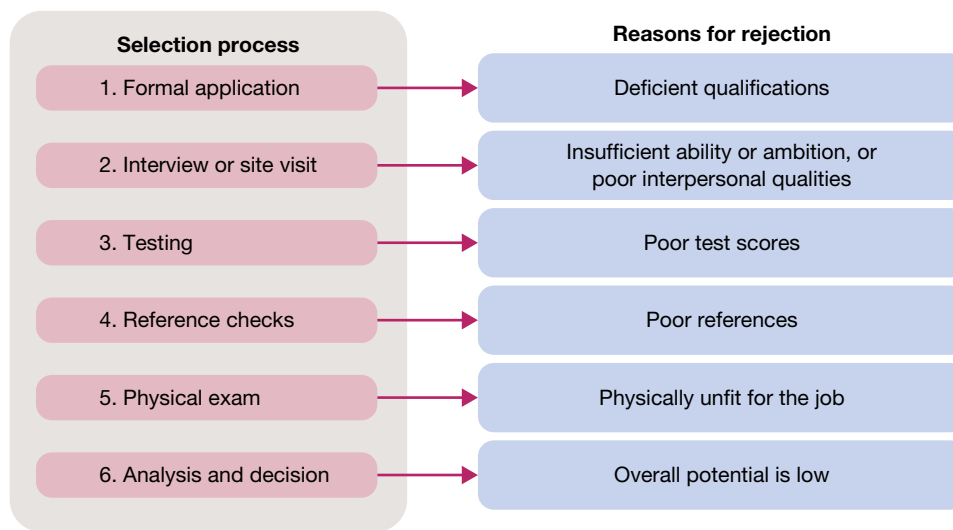 Selection process
Reasons for rejection
1. Formal application
Deficient qualifications
2. Interview or site visit
Insufficient ability or ambition, or
poor interpersonal qualities
3. Testing
Poor test scores
4. Reference checks
Poor references
5. Physical exam
Physically unfit for the job
6. Analysis and decision
Overall potential is low